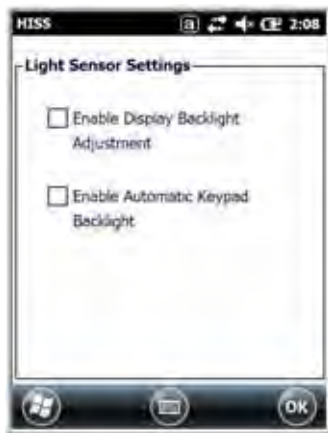 HISS 2:08
Light Sensor Settings
Enable Display Backlight
Adjustment
Enable Automatic Keypad
Backlight
OK